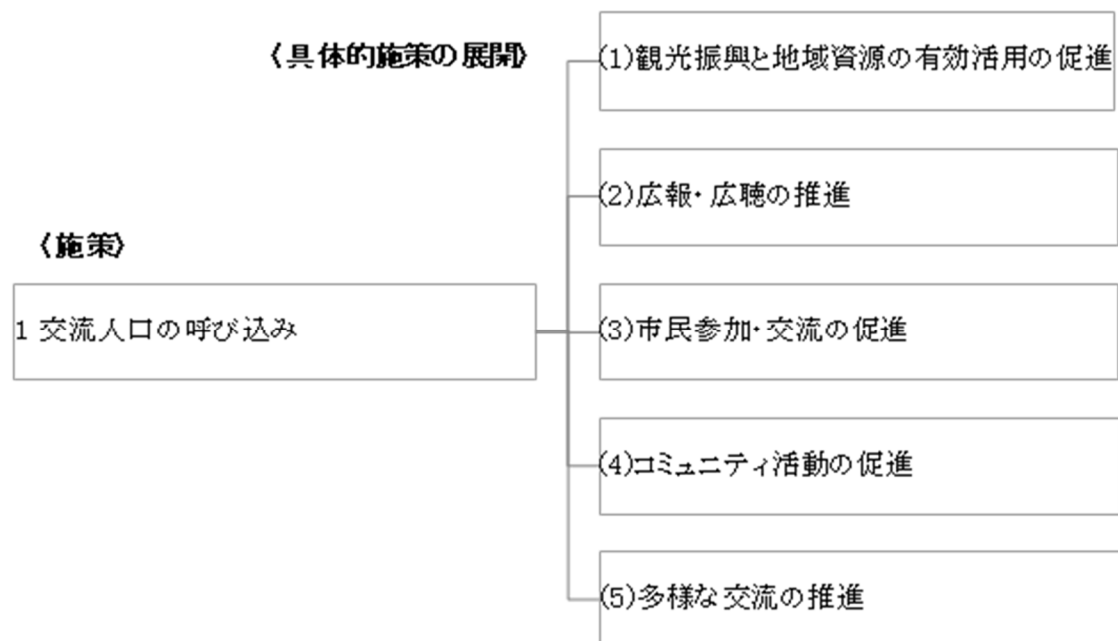 〈具体的施策の展開〉
(1)観光振興と地域資源の有効活用の促進
(2)広報・広聴の推進
〈施策〉
1 交流人口の呼び込み
(3)市民参加・交流の促進
(4)コミュニティ活動の促進
(5)多様な交流の推進